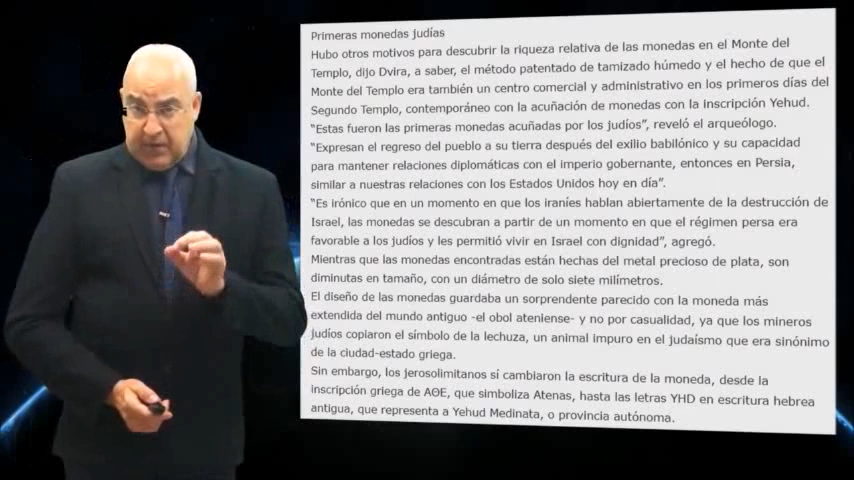 Primeras monedas judías
Hubo otros motivos para descubrir la riqueza relativa de las monedas en el Monte del
Templo, dijo Dvira, a saber, el método patentado de tamizado húmedo y el hecho de que el
Monte del Templo era también un centro comercial y administrativo en los primeros días del
Segundo Templo, contemporáneo con la acuñación de monedas con la inscripción Yehud.
“Estas fueron las primeras monedas acuñadas por los judíos”, reveló el arqueólogo.
“Expresan el regreso del pueblo a su tierra después del exilio babilónico y su capacidad
para mantener relaciones diplomáticas con el imperio gobernante, entonces en Persia,
similar a nuestras relaciones con los Estados Unidos hoy en día”.
“Es irónico que en un momento en que los iraníes hablan abiertamente de la destrucción de
Israel, las monedas se descubran a partir de un momento en que el régimen persa era
favorable a los judíos y les permitió vivir en Israel con dignidad”, agregó.
Mientras que las monedas encontradas están hechas del metal precioso de plata, son
diminutas en tamaño, con un diámetro de solo siete milímetros.
El diseño de las monedas guardaba un sorprendente parecido con la moneda más
extendida del mundo antiguo -el obol ateniense- y no por casualidad, ya que los mineros
judíos copiaron el símbolo de la lechuza, un animal impuro en el judaísmo que era sinónimo
de la ciudad-estado griega.
Sin embargo, los jerosolimitanos sí cambiaron la escritura de la moneda, desde la
inscripción griega de ΑΘΕ, que simboliza Atenas, hasta las letras YHD en escritura hebrea
antigua, que representa a Yehud Medinata, o provincia autónoma.